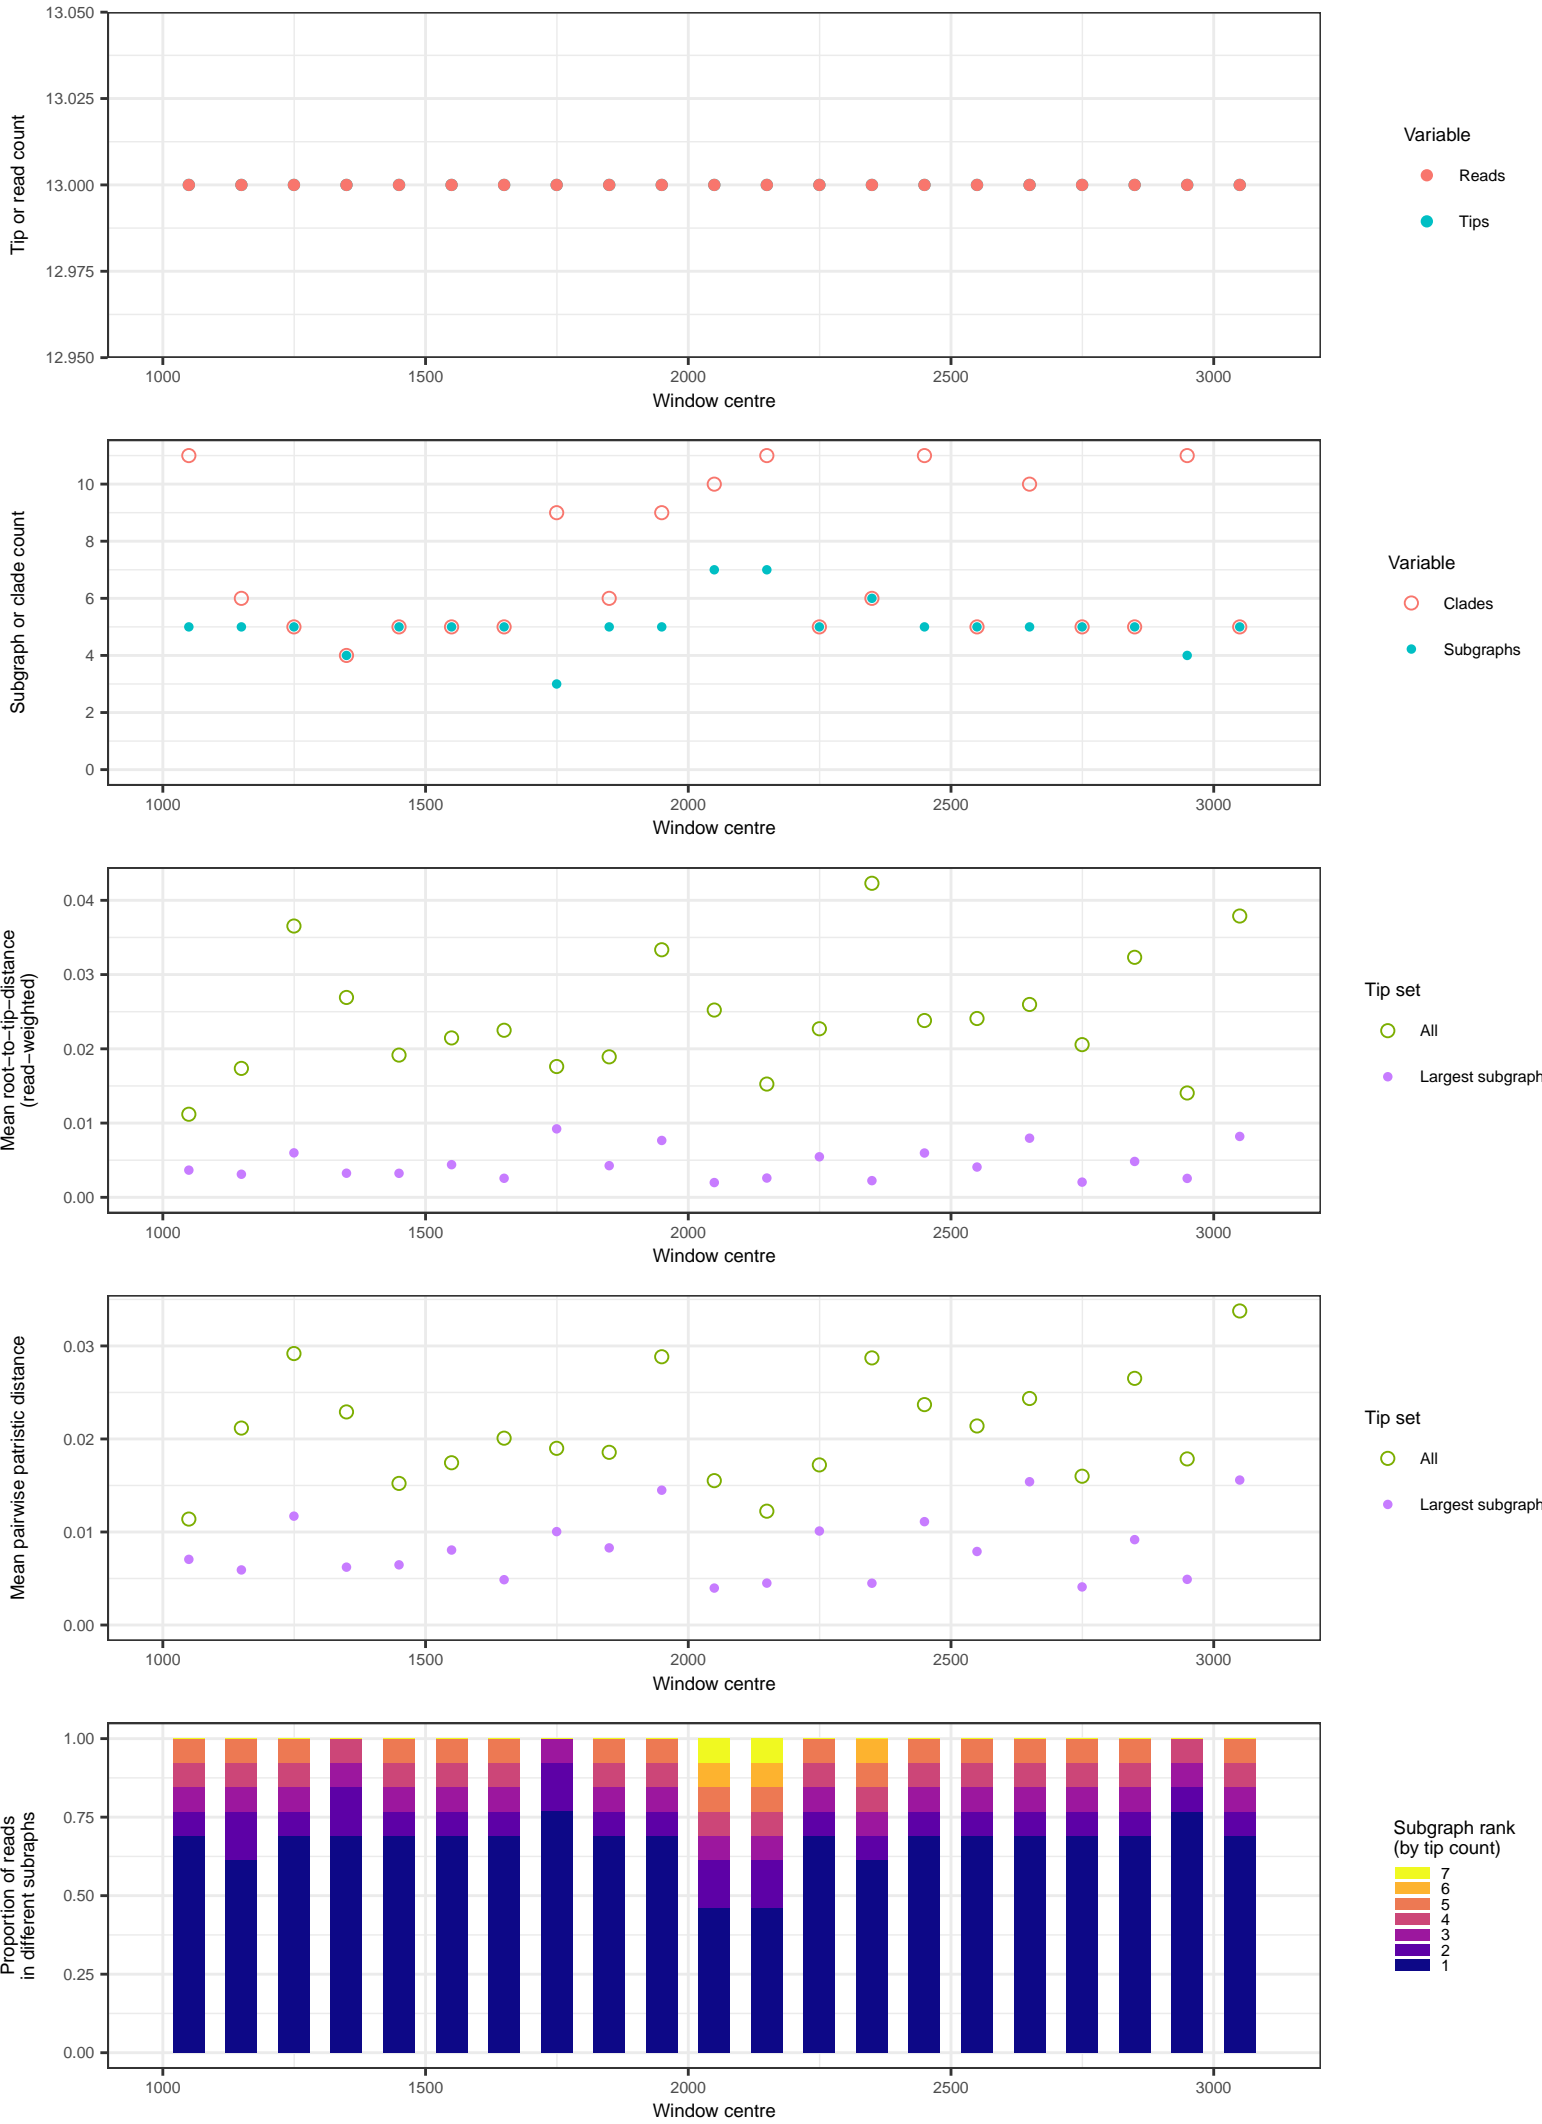 13.050
13.025
13.000
12.975
12.950
Tip or read count
1000 1500 2000 2500 3000
Window centre
Variable
Reads
Tips
10
8
6
4
2
0
Subgraph or clade count
1000 1500 2000 2500 3000
Window centre
Variable
Clades
Subgraphs
0.04
0.03
0.02
0.01
0.00
Mean root−to−tip−distance
(read−weighted)
1000 1500 2000 2500 3000
Window centre
Tip set
All
Largest subgraph
0.03
0.02
0.01
0.00
Mean pairwise patristic distance
1000 1500 2000 2500 3000
Window centre
Tip set
All
Largest subgraph
1.00
0.75
0.50
0.25
0.00
Proportion of reads
in different subraphs
1000 1500 2000 2500 3000
Window centre
Subgraph rank
(by tip count)
7
6
5
4
3
2
1